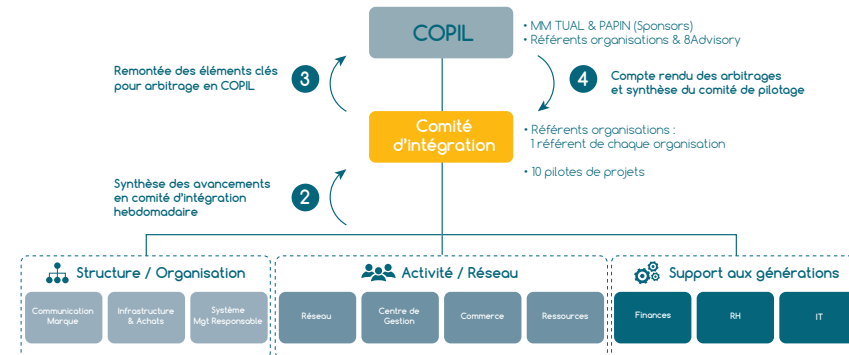 COPIL
• MM TUAL & PAPIN (Sponsors)
• Référents organisations & 8Advisory
Remontée des éléments clés
pour arbitrage en COPIL
3
4
Compte rendu des arbitrages
et synthèse du comité de pilotage
Comité
d'intégration
• Référents organisations :
1 référent de chaque organisation
• 10 pilotes de projets
Synthèse des avancements
en comité d'intégration
hebdomadaire
2
Structure / Organisation
Activité / Réseau
Support aux générations
Communication
Marque
Infrastructure
& Achats
Système
Mgt Responsable
Réseau
Centre de
Gestion
Commerce
Ressources
Finances
RH
IT